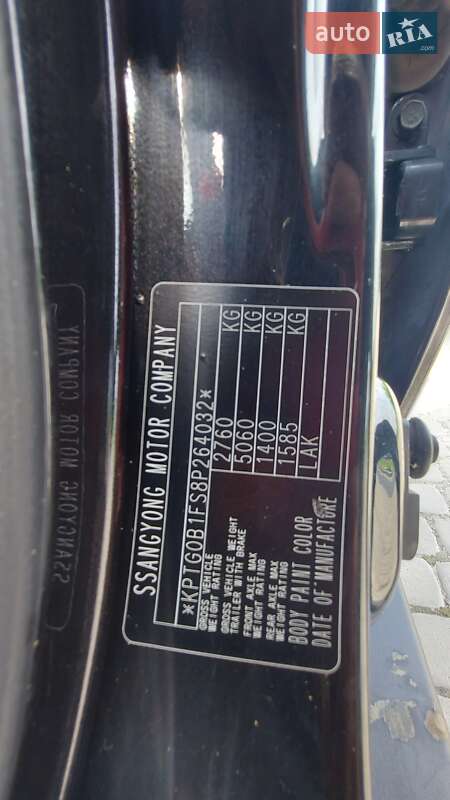 auto RIA .com
SSANGYONG MOTOR COMPANY
*KPTG0B1FS8P264032*
GROSS VEHICLE WEIGHT RATING 2760 KG
GROSS VEHICLE WEIGHT TRAILER WITH BRAKE 5060 KG
FRONT AXLE MAX WEIGHT RATING 1400 KG
REAR AXLE MAX WEIGHT RATING 1585 KG
BODY PAINT COLOR LAK
DATE OF MANUFACTURE
SSANGYONG MOTOR COMPANY